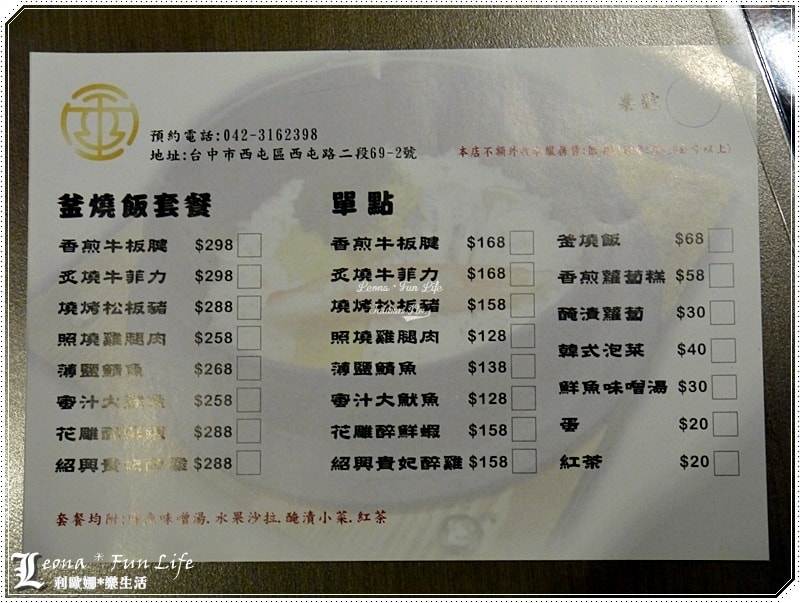 桌號
預約電話:042-3162398
地址:台中市西屯區西屯路二段69-2號
本店不額外收取服務費
釜燒飯套餐
香煎牛板腱 $298
炙燒牛菲力 $298
燒烤松板豬 $288
照燒雞腿肉 $258
薄鹽鯖魚 $268
蜜汁大魷魚 $258
花雕醉鮮蝦 $288
紹興貴妃醉雞 $288
單點
香煎牛板腱 $168
炙燒牛菲力 $168
燒烤松板豬 $158
照燒雞腿肉 $128
薄鹽鯖魚 $138
蜜汁大魷魚 $128
花雕醉鮮蝦 $158
紹興貴妃醉雞 $158
釜燒飯 $68
香煎蘿蔔糕 $58
醃漬蘿蔔 $30
韓式泡菜 $40
鮮魚味噌湯 $30
蛋 $20
紅茶 $20
套餐均附:鮮魚味噌湯.水果沙拉.醃漬小菜.紅茶
Leona * Fun Life
Leona * Fun Life
利歐娜*樂生活